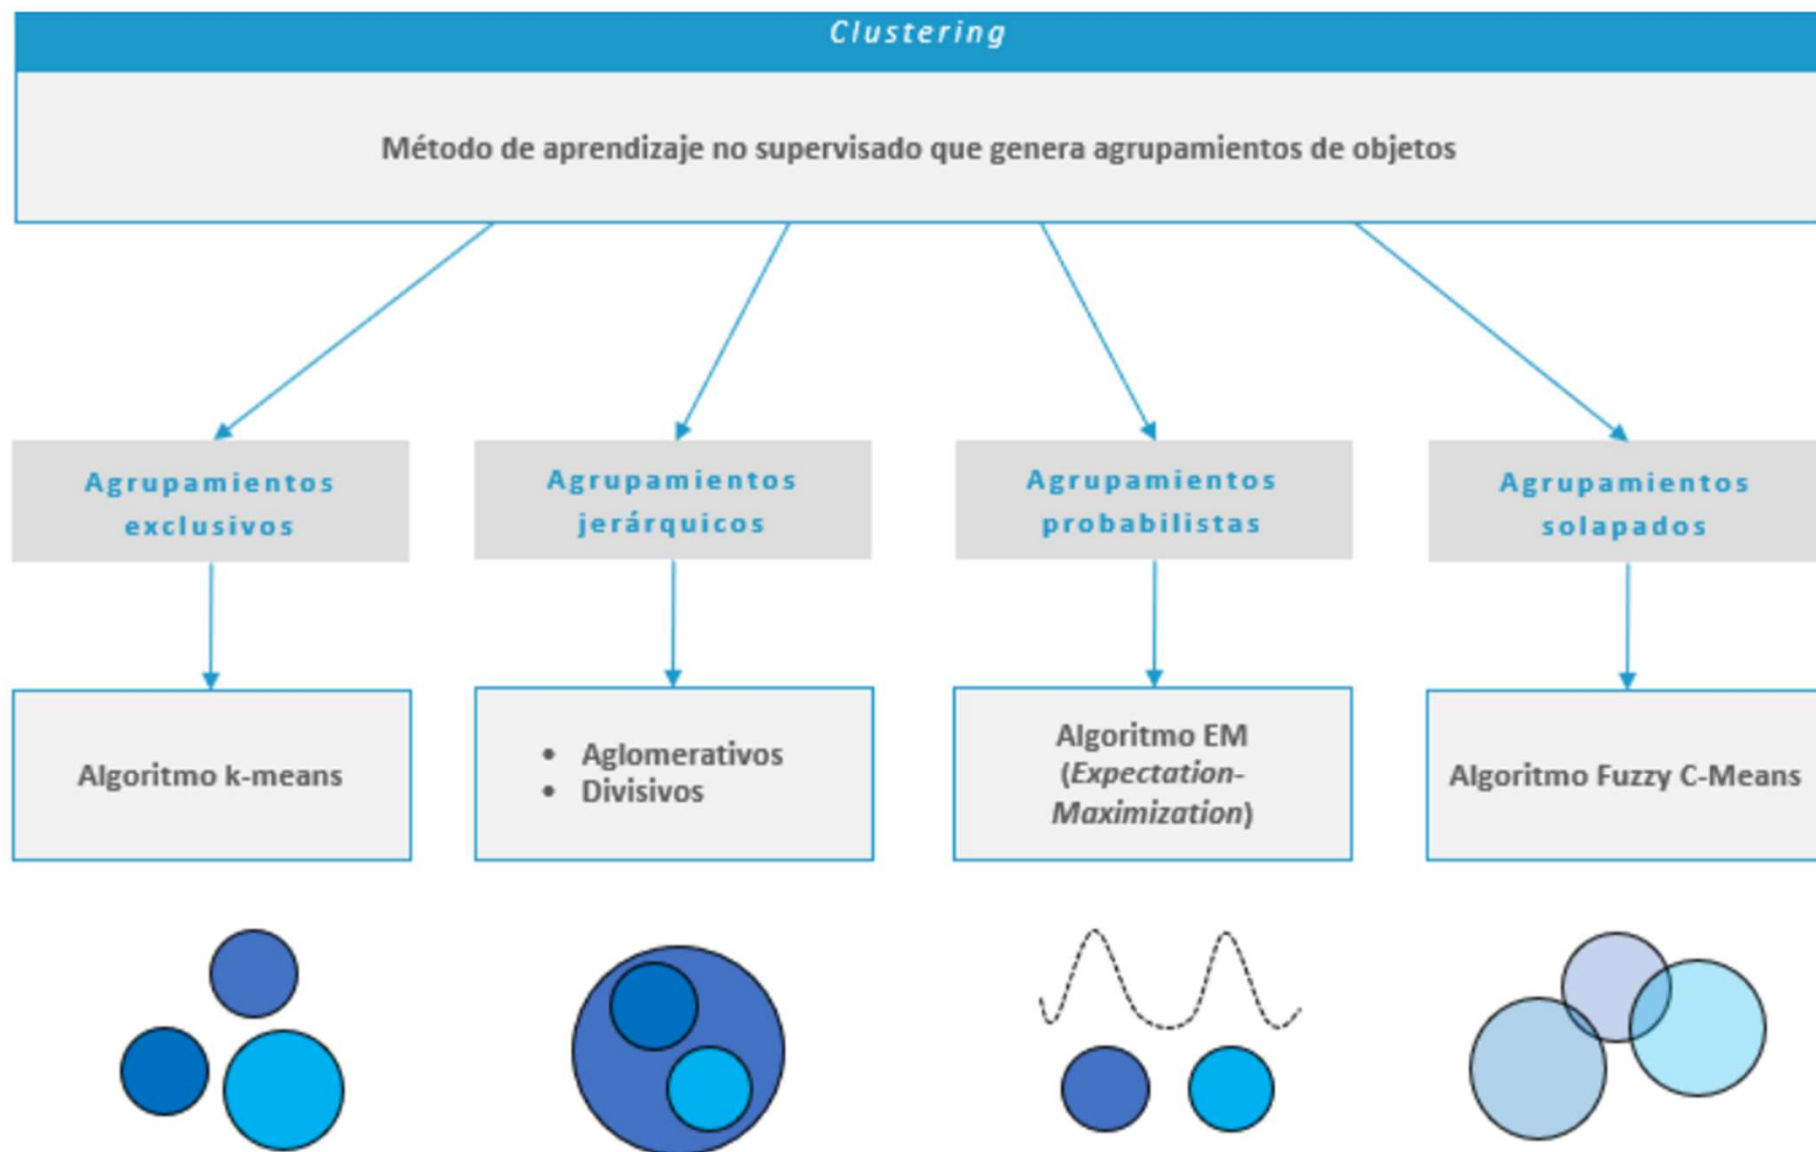 Clustering
Método de aprendizaje no supervisado que genera agrupamientos de objetos
Agrupamientos
exclusivos
Agrupamientos
jerárquicos
Agrupamientos
probabilistas
Agrupamientos
solapados
Algoritmo k-means
• Aglomerativos
• Divisivos
Algoritmo EM
(Expectation-
Maximization)
Algoritmo Fuzzy C-Means